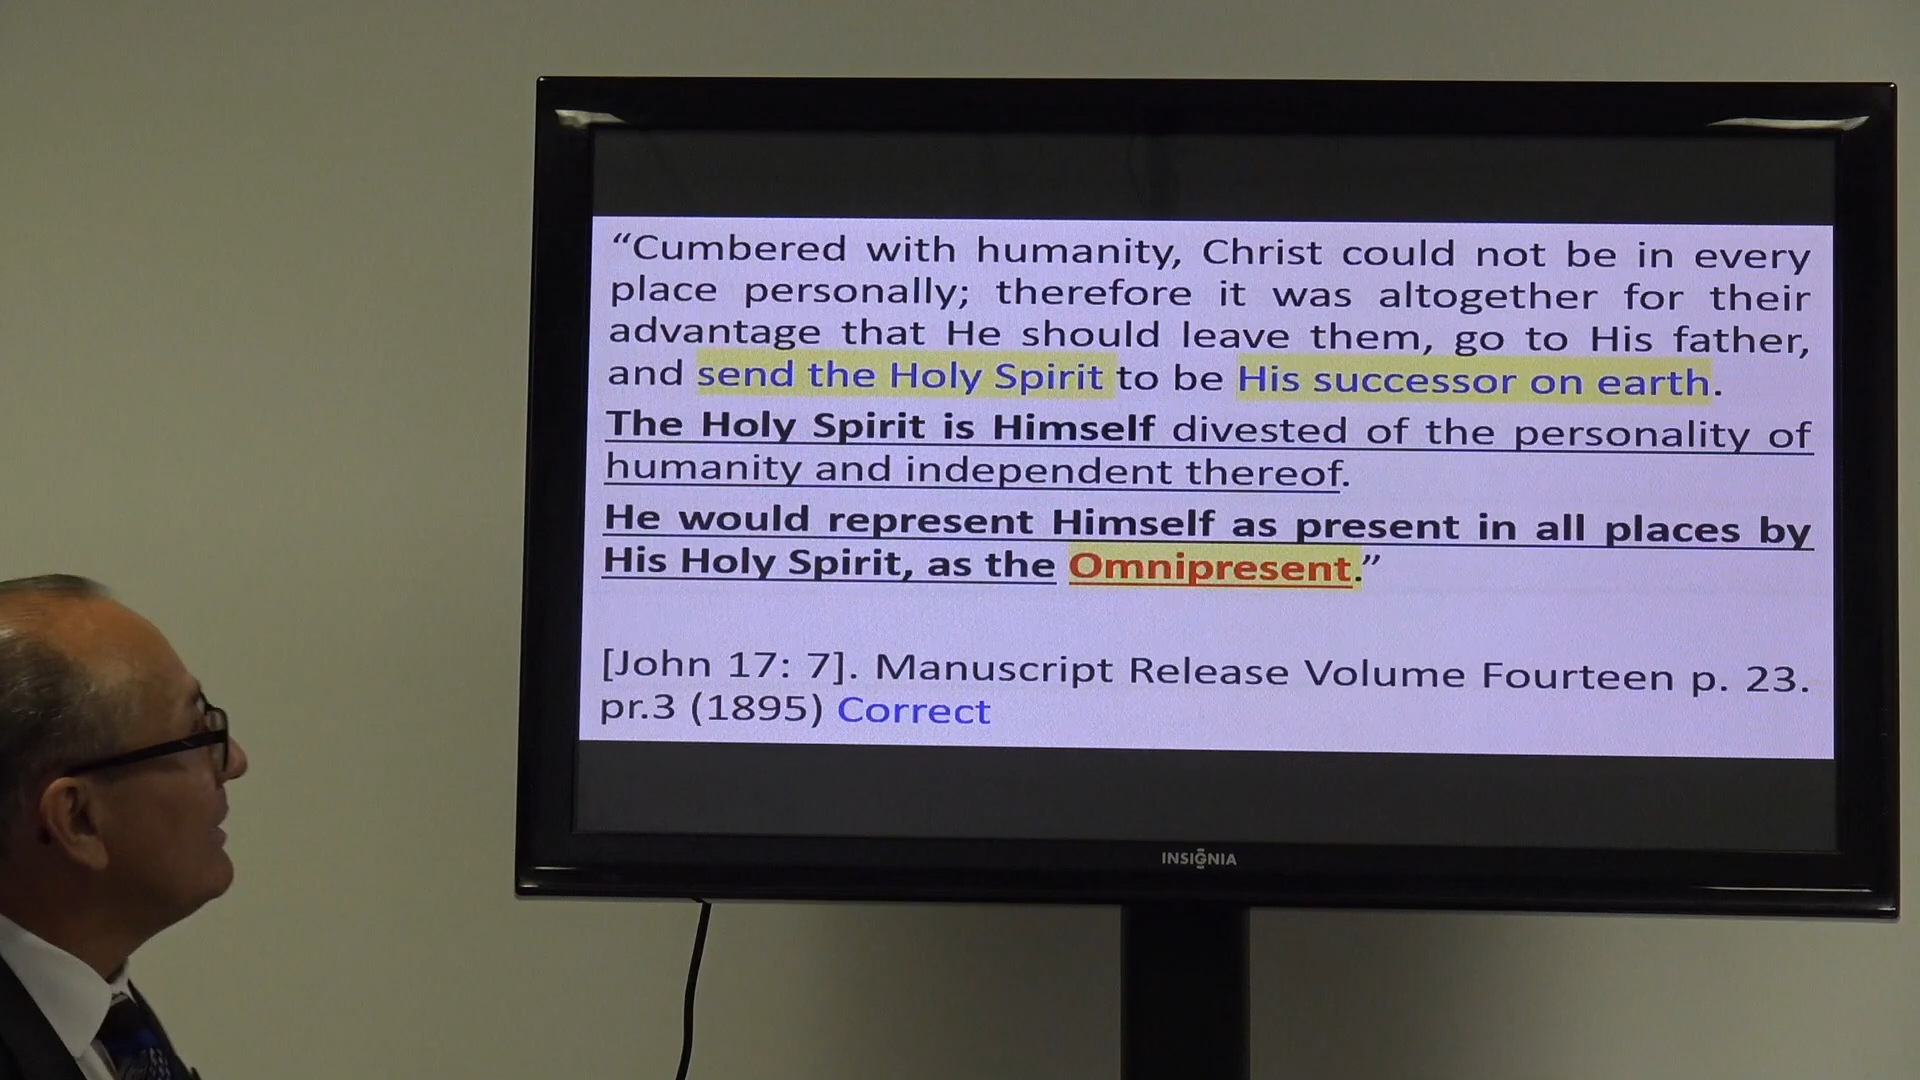 “Cumbered with humanity, Christ could not be in every
place personally; therefore it was altogether for their
advantage that He should leave them, go to His father,
and send the Holy Spirit to be His successor on earth.
The Holy Spirit is Himself divested of the personality of
humanity and independent thereof.
He would represent Himself as present in all places by
His Holy Spirit, as the Omnipresent.”
[John 17: 7]. Manuscript Release Volume Fourteen p. 23.
pr.3 (1895) Correct
INSIGNIA